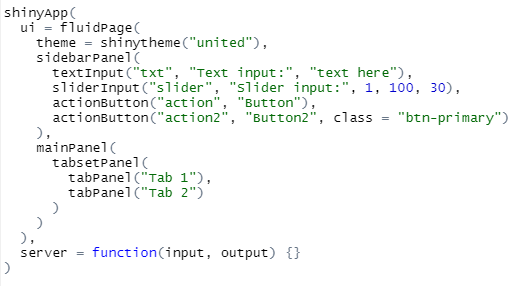 shinyApp(
  ui = fluidPage(
    theme = shinytheme("united"),
    sidebarPanel(
      textInput("txt", "Text input:", "text here"),
      sliderInput("slider", "Slider input:", 1, 100, 30),
      actionButton("action", "Button"),
      actionButton("action2", "Button2", class = "btn-primary")
    ),
    mainPanel(
      tabsetPanel(
        tabPanel("Tab 1"),
        tabPanel("Tab 2")
      )
    )
  ),
  server = function(input, output) {}
)